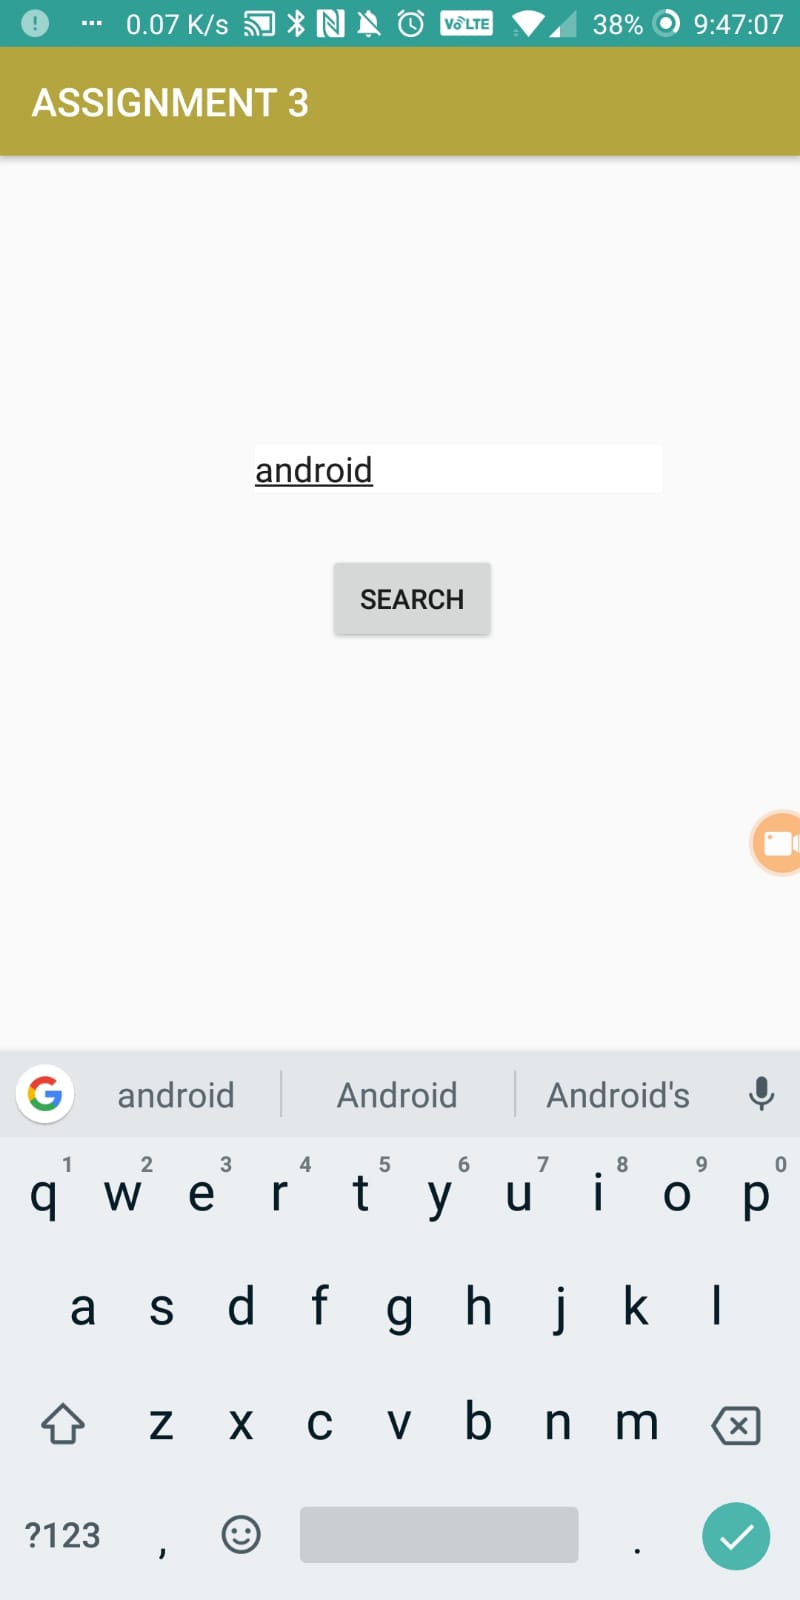 ... 0.07 K/s VoLTE 38% 9:47:07
ASSIGNMENT 3
android
SEARCH
G android Android Android's
1 2 3 4 5 6 7 8 9 0
q w e r t y u i o p
a s d f g h j k l
z x c v b n m
?123 , .